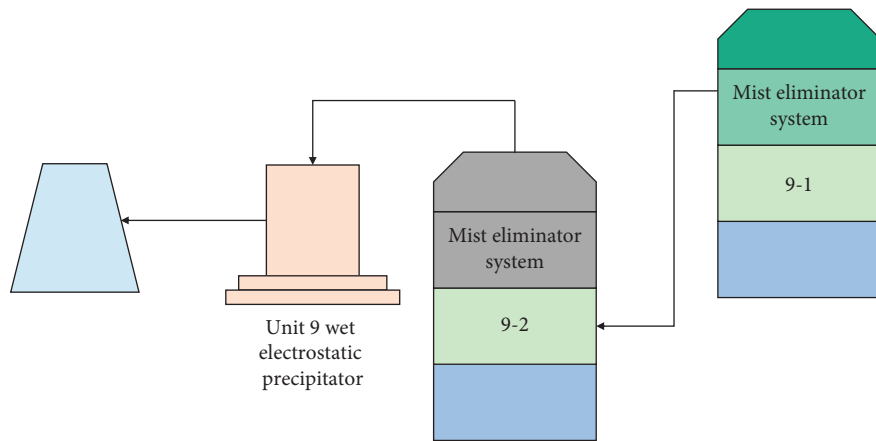 Mist eliminator
system
9-1
Mist eliminator
system
9-2
Unit 9 wet
electrostatic
precipitator